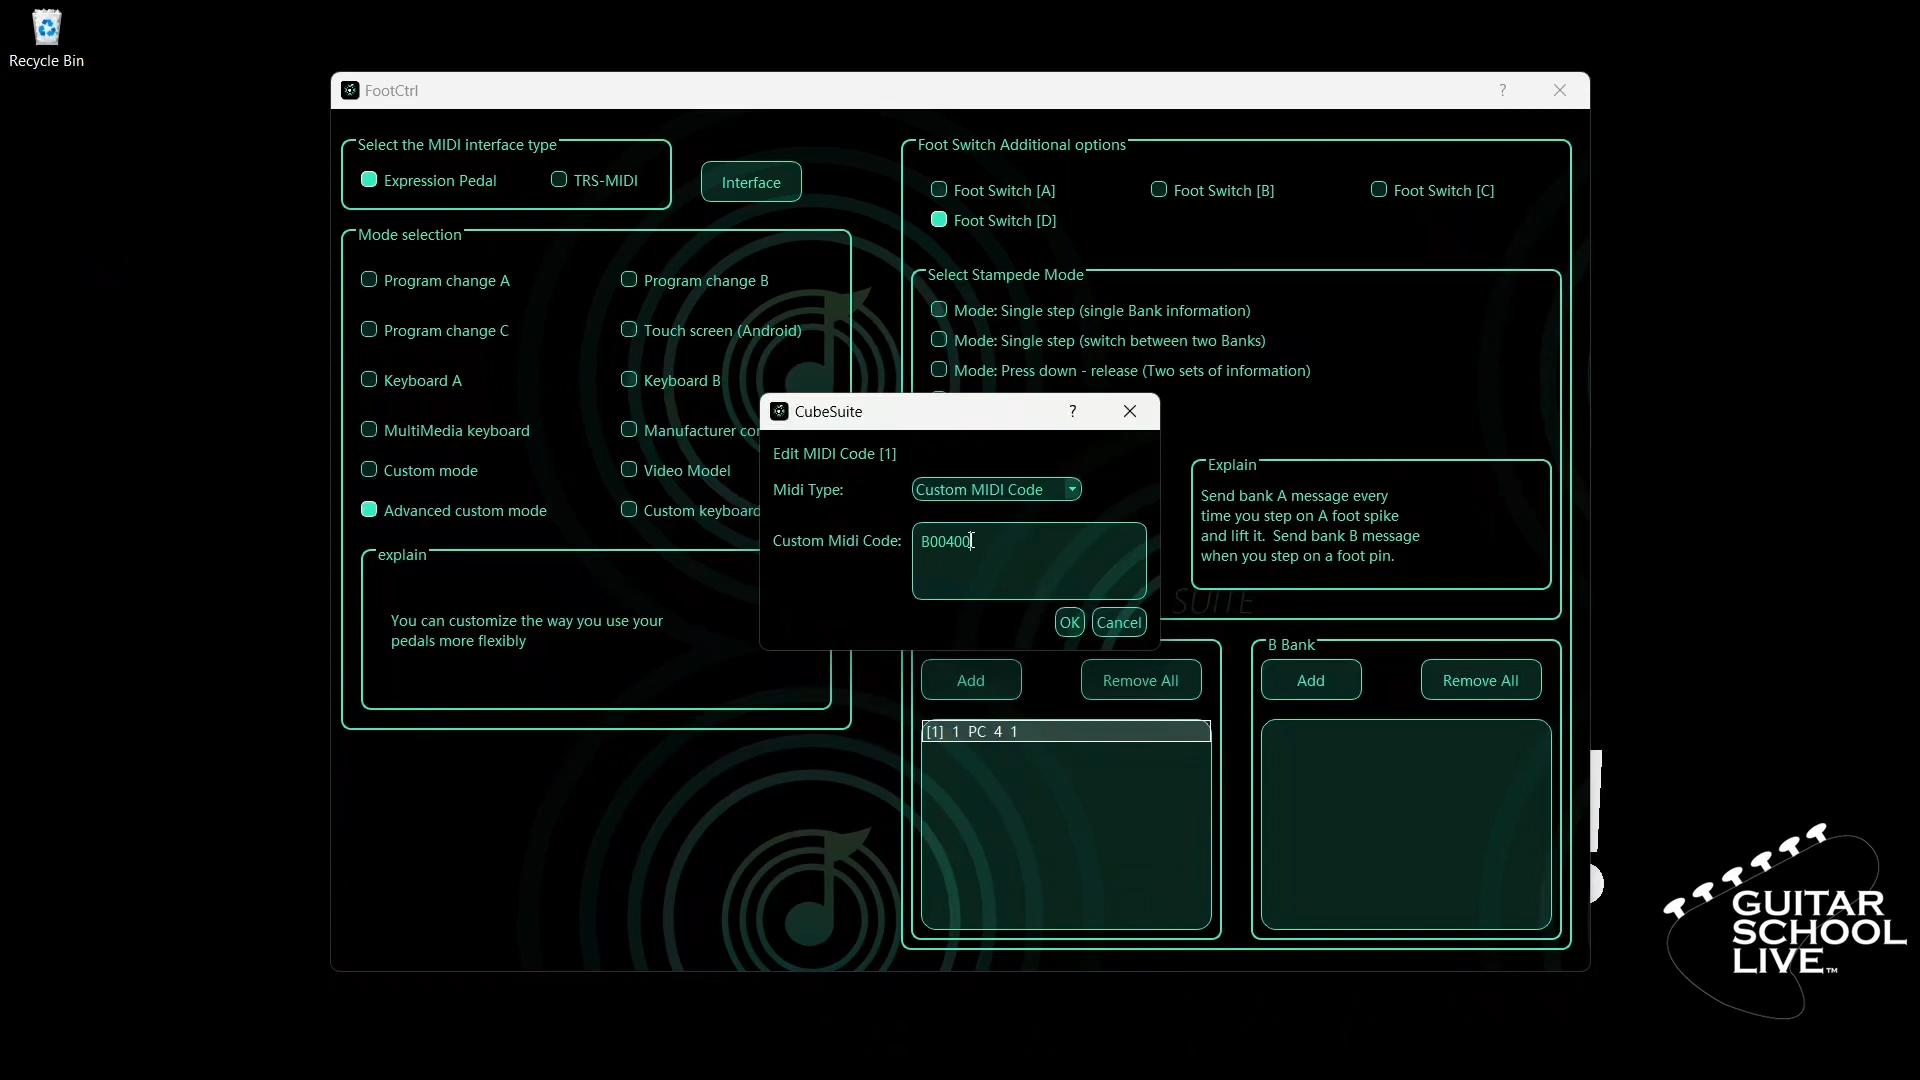 Recycle Bin
FootCtrl
?
Select the MIDI interface type
Expression Pedal
TRS-MIDI
Interface
Mode selection
Program change A
Program change B
Program change C
Touch screen (Android)
Keyboard A
Keyboard B
MultiMedia keyboard
Manufacturer
Custom mode
Video Model
Advanced custom mode
Custom keyboard
explain
You can customize the way you use your
pedals more flexibly
Foot Switch Additional options
Foot Switch [A]
Foot Switch [B]
Foot Switch [C]
Foot Switch [D]
Select Stampede Mode
Mode: Single step (single Bank information)
Mode: Single step (switch between two Banks)
Mode: Press down - release (Two sets of information)
CubeSuite
?
Edit MIDI Code [1]
Midi Type:
Custom MIDI Code
Custom Midi Code:
B00400
OK
Cancel
Explain
Send bank A message every
time you step on A foot spike
and lift it. Send bank B message
when you step on a foot pin.
SUITE
Add
Remove All
[1] 1 PC 4 1
B Bank
Add
Remove All
GUITAR
SCHOOL
LIVE™